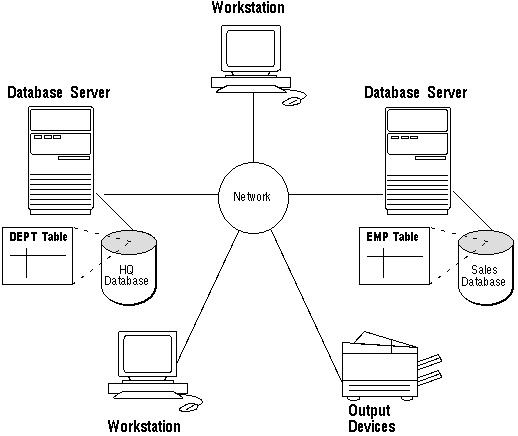 Workstation
Database Server
Database Server
Network
DEPT Table
HQ
Database
EMP Table
Sales
Database
Workstation
Output
Devices